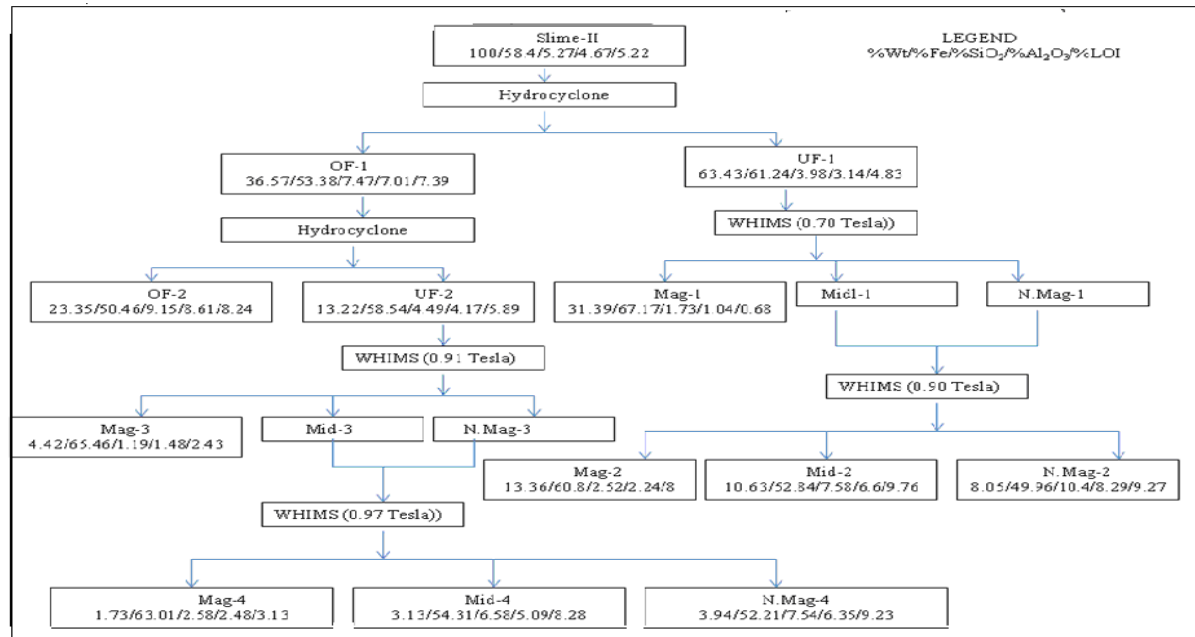 Slime-II
100/58.4/5.27/4.67/5.22
LEGEND
%Wt/%Fe/%SiO₂/%Al₂O₃/%LOI
Hydrocyclone
OF-1
36.57/53.38/7.47/7.01/7.39
UF-1
63.43/61.24/3.98/3.14/4.83
Hydrocyclone
WHIMS (0.70 Tesla))
OF-2
23.35/50.46/9.15/8.61/8.24
UF-2
13.22/58.54/4.49/4.17/5.89
Mag-1
31.39/67.17/1.73/1.04/0.68
Midl-1
N.Mag-1
WHIMS (0.91 Tesla)
WHIMS (0.90 Tesla)
Mag-3
4.42/65.46/1.19/1.48/2.43
Mid-3
N.Mag-3
Mag-2
13.36/60.8/2.52/2.24/8
Mid-2
10.63/52.84/7.58/6.6/9.76
N.Mag-2
8.05/49.96/10.4/8.29/9.27
WHIMS (0.97 Tesla))
Mag-4
1.73/63.01/2.58/2.48/3.13
Mid-4
3.13/54.31/6.58/5.09/8.28
N.Mag-4
3.94/52.21/7.54/6.35/9.23